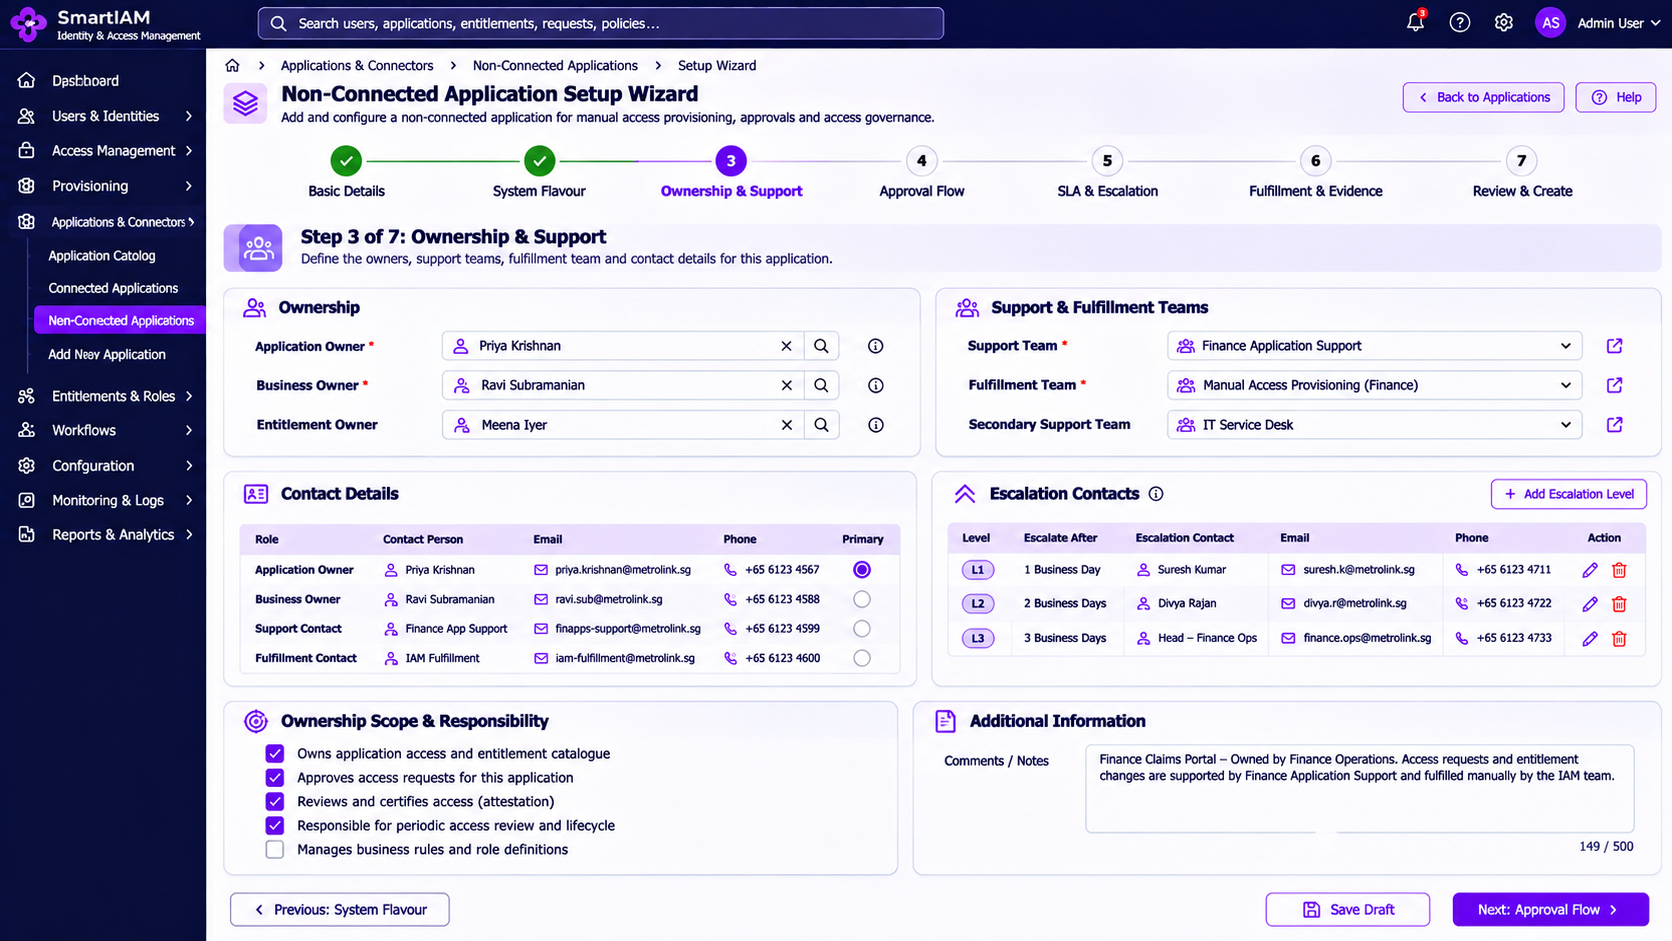 SmartIAM
Identity & Access Management
Search users, applications, entitlements, requests, policies...
3
AS
Admin User
Dashboard
Users & Identities
Access Management
Provisioning
Applications & Connectors
Application Catolog
Connected Applications
Nen-Conected Applications
Add Neey Application
Entitlements & Roles
Workflows
Confguration
Monitoring & Logs
Reports & Analytics
Applications & Connectors
Non-Connected Applications
Setup Wizard
Non-Connected Application Setup Wizard
Add and configure a non-connected application for manual access provisioning, approvals and access governance.
Back to Applications
Help
3
4
5
6
7
Basic Details
System Flavour
Ownership & Support
Approval Flow
SLA & Escalation
Fulfillment & Evidence
Review & Create
Step 3 of 7: Ownership & Support
Define the owners, support teams, fulfillment team and contact details for this application.
Ownership
Application Owner *
Priya Krishnan
Business Owner *
Ravi Subramanian
Entitlement Owner
Meena Iyer
Support & Fulfillment Teams
Support Team *
Finance Application Support
Fulfillment Team *
Manual Access Provisioning (Finance)
Secondary Support Team
IT Service Desk
Contact Details
Role Contact Person Email Phone Primary
Application Owner Priya Krishnan priya.krishnan@metrolink.sg +65 6123 4567
Business Owner Ravi Subramanian ravi.sub@metrolink.sg +65 6123 4588
Support Contact Finance App Support finapps-support@metrolink.sg +65 6123 4599
Fulfillment Contact IAM Fulfillment iam-fulfillment@metrolink.sg +65 6123 4600
Escalation Contacts
+ Add Escalation Level
Level Escalate After Escalation Contact Email Phone Action
L1 1 Business Day Suresh Kumar suresh.k@metrolink.sg +65 6123 4711
L2 2 Business Days Divya Rajan divya.r@metrolink.sg +65 6123 4722
L3 3 Business Days Head – Finance Ops finance.ops@metrolink.sg +65 6123 4733
Ownership Scope & Responsibility
Owns application access and entitlement catalogue
Approves access requests for this application
Reviews and certifies access (attestation)
Responsible for periodic access review and lifecycle
Manages business rules and role definitions
Additional Information
Comments / Notes
Finance Claims Portal – Owned by Finance Operations. Access requests and entitlement
changes are supported by Finance Application Support and fulfilled manually by the IAM team.
149 / 500
Previous: System Flavour
Save Draft
Next: Approval Flow